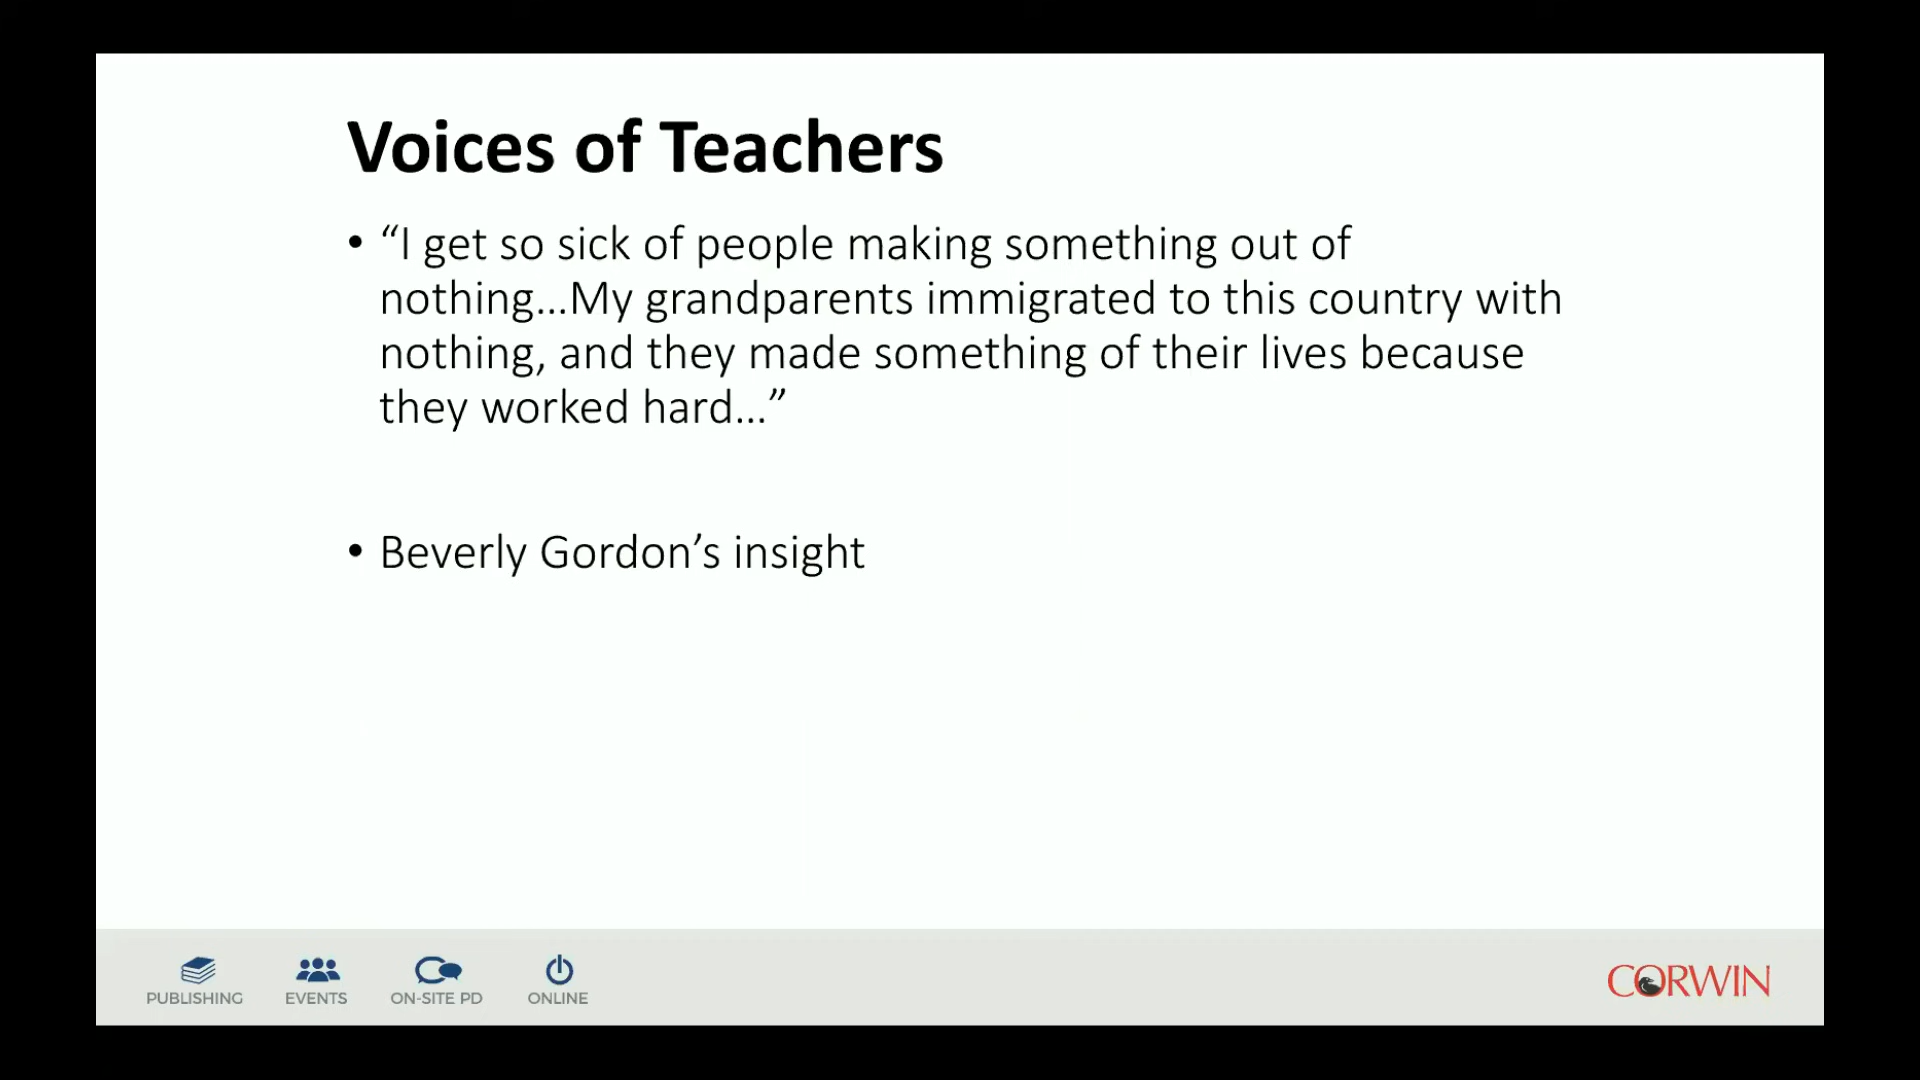 Voices of Teachers
• “I get so sick of people making something out of
nothing…My grandparents immigrated to this country with
nothing, and they made something of their lives because
they worked hard…”
• Beverly Gordon’s insight
PUBLISHING EVENTS ON-SITE PD ONLINE
CORWIN